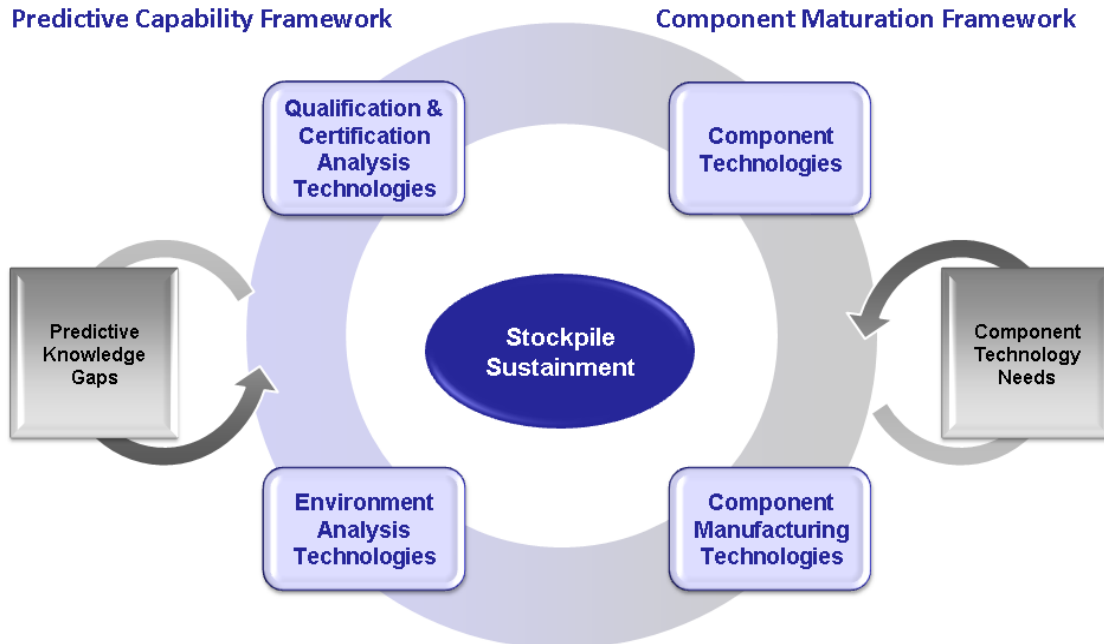 Predictive Capability Framework
Component Maturation Framework
Qualification &
Certification
Analysis
Technologies
Component
Technologies
Predictive
Knowledge
Gaps
Stockpile
Sustainment
Component
Technology
Needs
Environment
Analysis
Technologies
Component
Manufacturing
Technologies